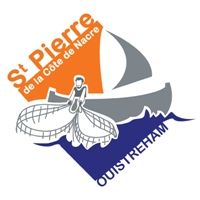 St Pierre
de la Côte de Nacre
OUISTREHAM